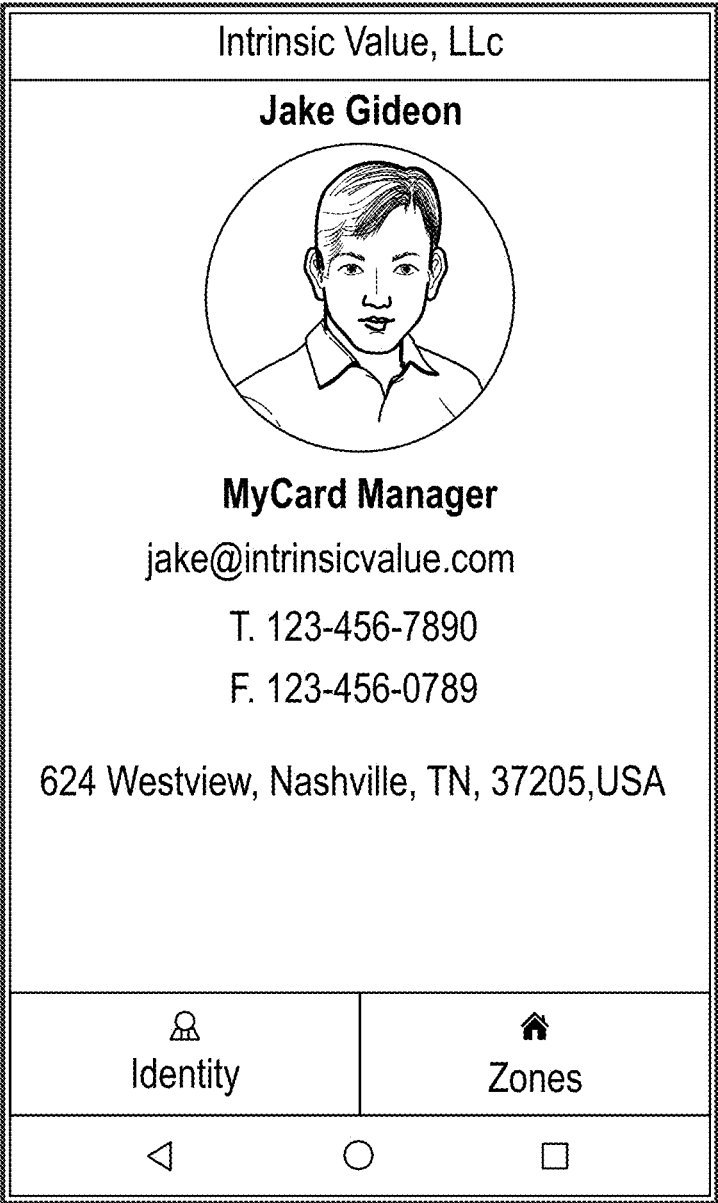 Intrinsic Value, LLc
Jake Gideon
MyCard Manager
jake@intrinsicvalue.com
T. 123-456-7890
F. 123-456-0789
624 Westview, Nashville, TN, 37205,USA
Identity
Zones